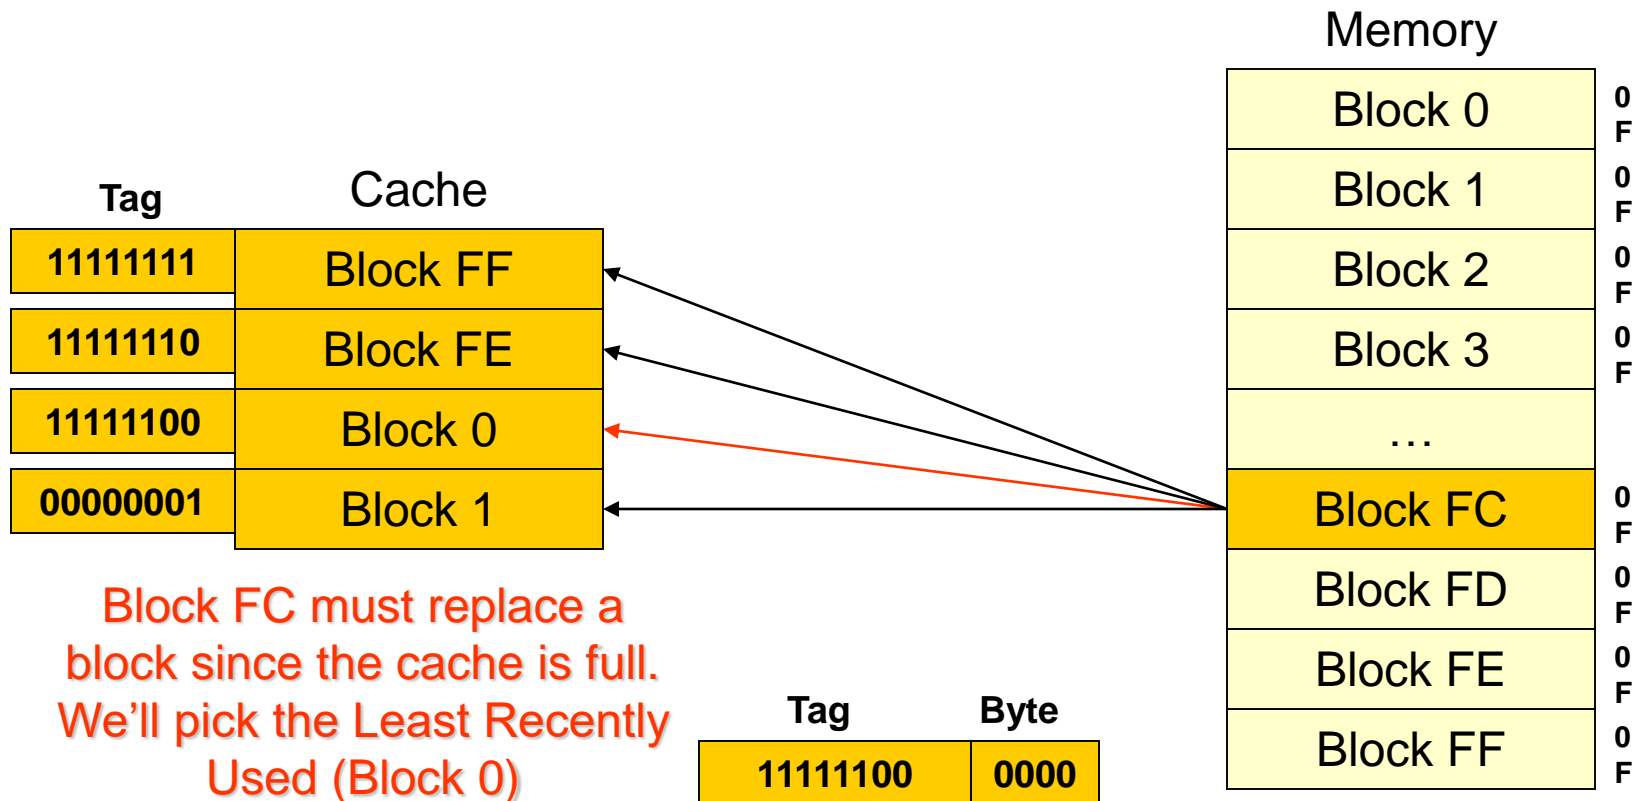 Memory
Block 0
0
F
Block 1
0
F
Block 2
0
F
Block 3
0
F
…
Block FC
0
F
Block FD
0
F
Block FE
0
F
Block FF
0
F
Tag Cache
11111111 Block FF
11111110 Block FE
11111100 Block 0
00000001 Block 1
Block FC must replace a
block since the cache is full.
We’ll pick the Least Recently
Used (Block 0)
Tag Byte
11111100 0000